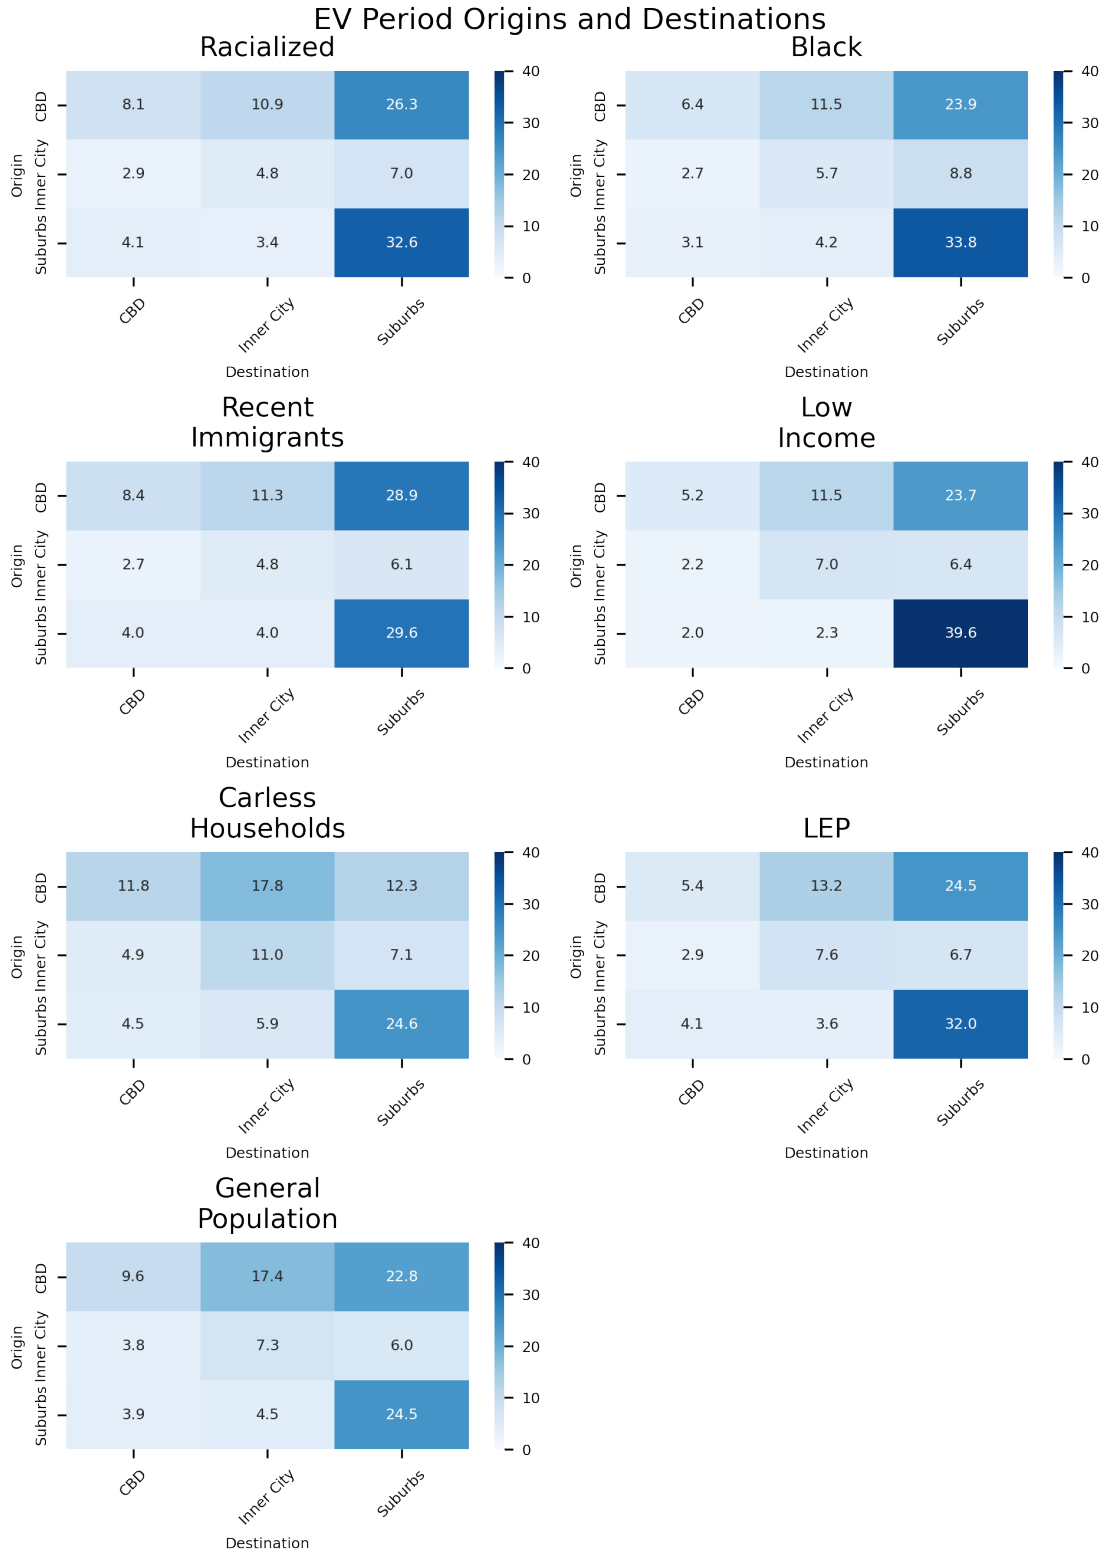 EV Period Origins and Destinations
Racialized
Origin
CBD
Inner City
Suburbs
8.1 10.9 26.3
2.9 4.8 7.0
4.1 3.4 32.6
CBD
Inner City
Suburbs
Destination
40
30
20
10
0
Black
Origin
CBD
Inner City
Suburbs
6.4 11.5 23.9
2.7 5.7 8.8
3.1 4.2 33.8
CBD
Inner City
Suburbs
Destination
40
30
20
10
0
Recent
Immigrants
Origin
CBD
Inner City
Suburbs
8.4 11.3 28.9
2.7 4.8 6.1
4.0 4.0 29.6
CBD
Inner City
Suburbs
Destination
40
30
20
10
0
Low
Income
Origin
CBD
Inner City
Suburbs
5.2 11.5 23.7
2.2 7.0 6.4
2.0 2.3 39.6
CBD
Inner City
Suburbs
Destination
40
30
20
10
0
Carless
Households
Origin
CBD
Inner City
Suburbs
11.8 17.8 12.3
4.9 11.0 7.1
4.5 5.9 24.6
CBD
Inner City
Suburbs
Destination
40
30
20
10
0
LEP
Origin
CBD
Inner City
Suburbs
5.4 13.2 24.5
2.9 7.6 6.7
4.1 3.6 32.0
CBD
Inner City
Suburbs
Destination
40
30
20
10
0
General
Population
Origin
CBD
Inner City
Suburbs
9.6 17.4 22.8
3.8 7.3 6.0
3.9 4.5 24.5
CBD
Inner City
Suburbs
Destination
40
30
20
10
0